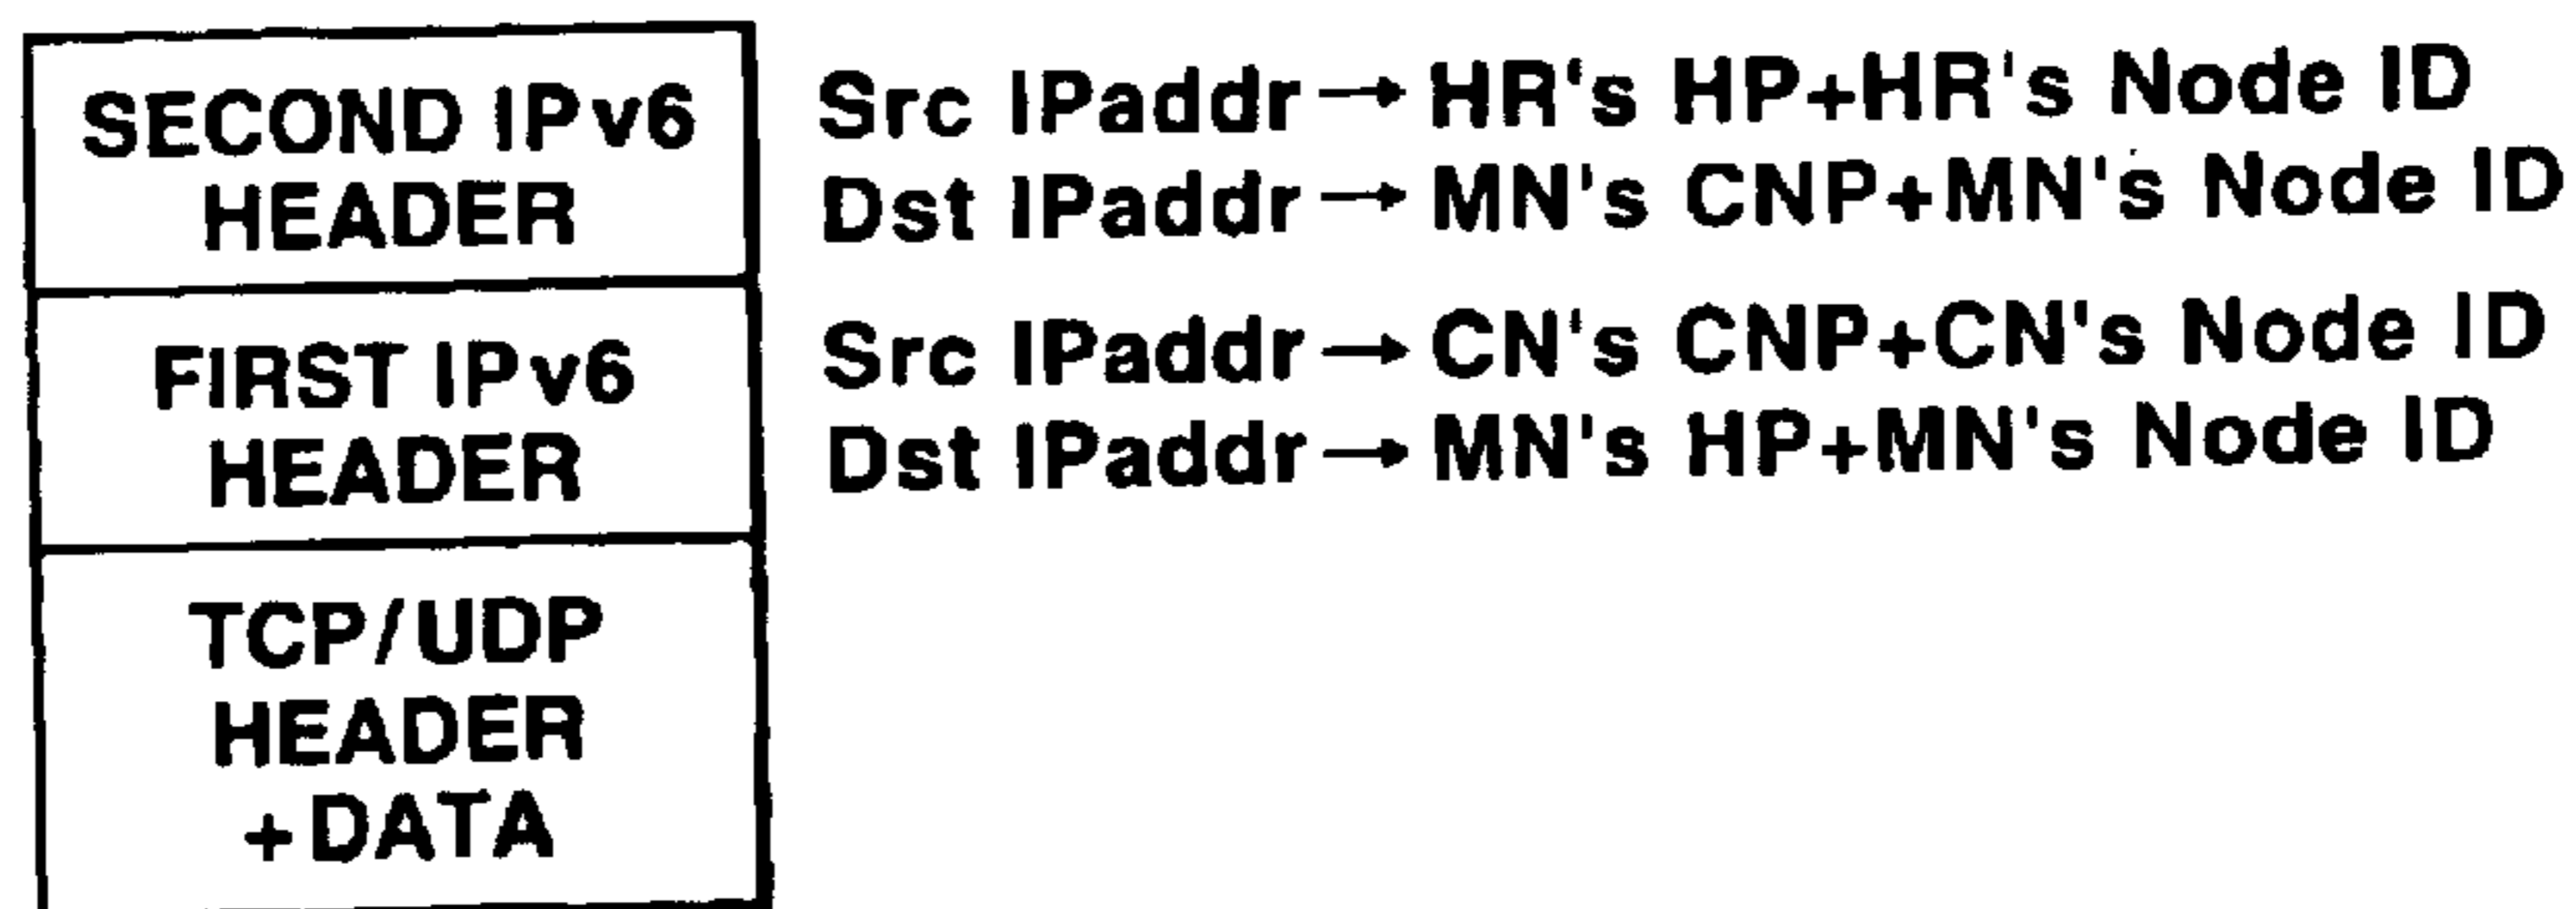 SECOND IPv6
HEADER
Src IPaddr→HR's HP+HR's Node ID
Dst IPaddr→MN's CNP+MN's Node ID
FIRST IPv6
HEADER
Src IPaddr→CN's CNP+CN's Node ID
Dst IPaddr→MN's HP+MN's Node ID
TCP/UDP
HEADER
+DATA